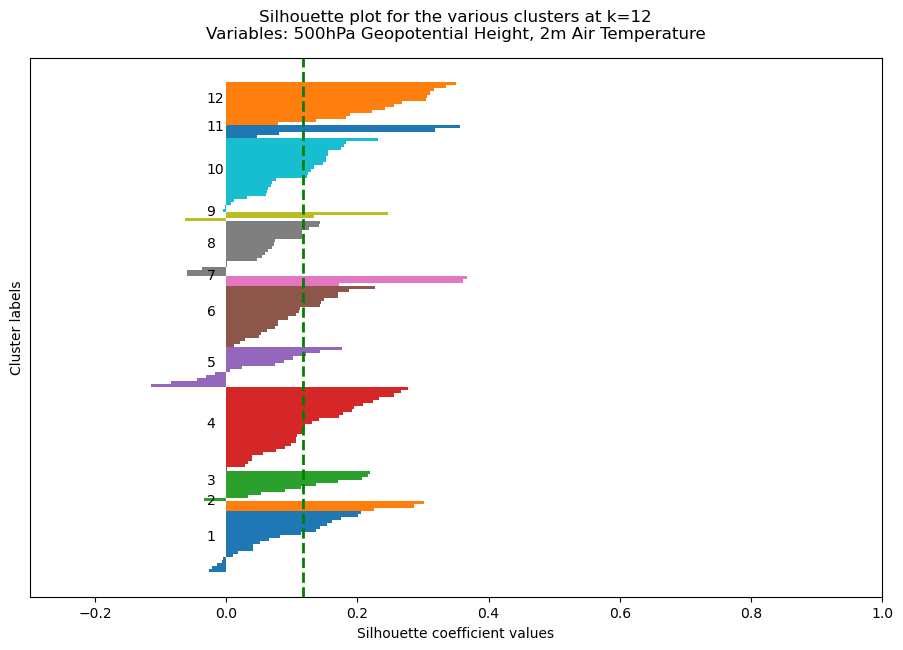 Silhouette plot for the various clusters at k=12
Variables: 500hPa Geopotential Height, 2m Air Temperature
12
11
10
9
8
7
6
5
4
3
2
1
Cluster labels
−0.2 0.0 0.2 0.4 0.6 0.8 1.0
Silhouette coefficient values